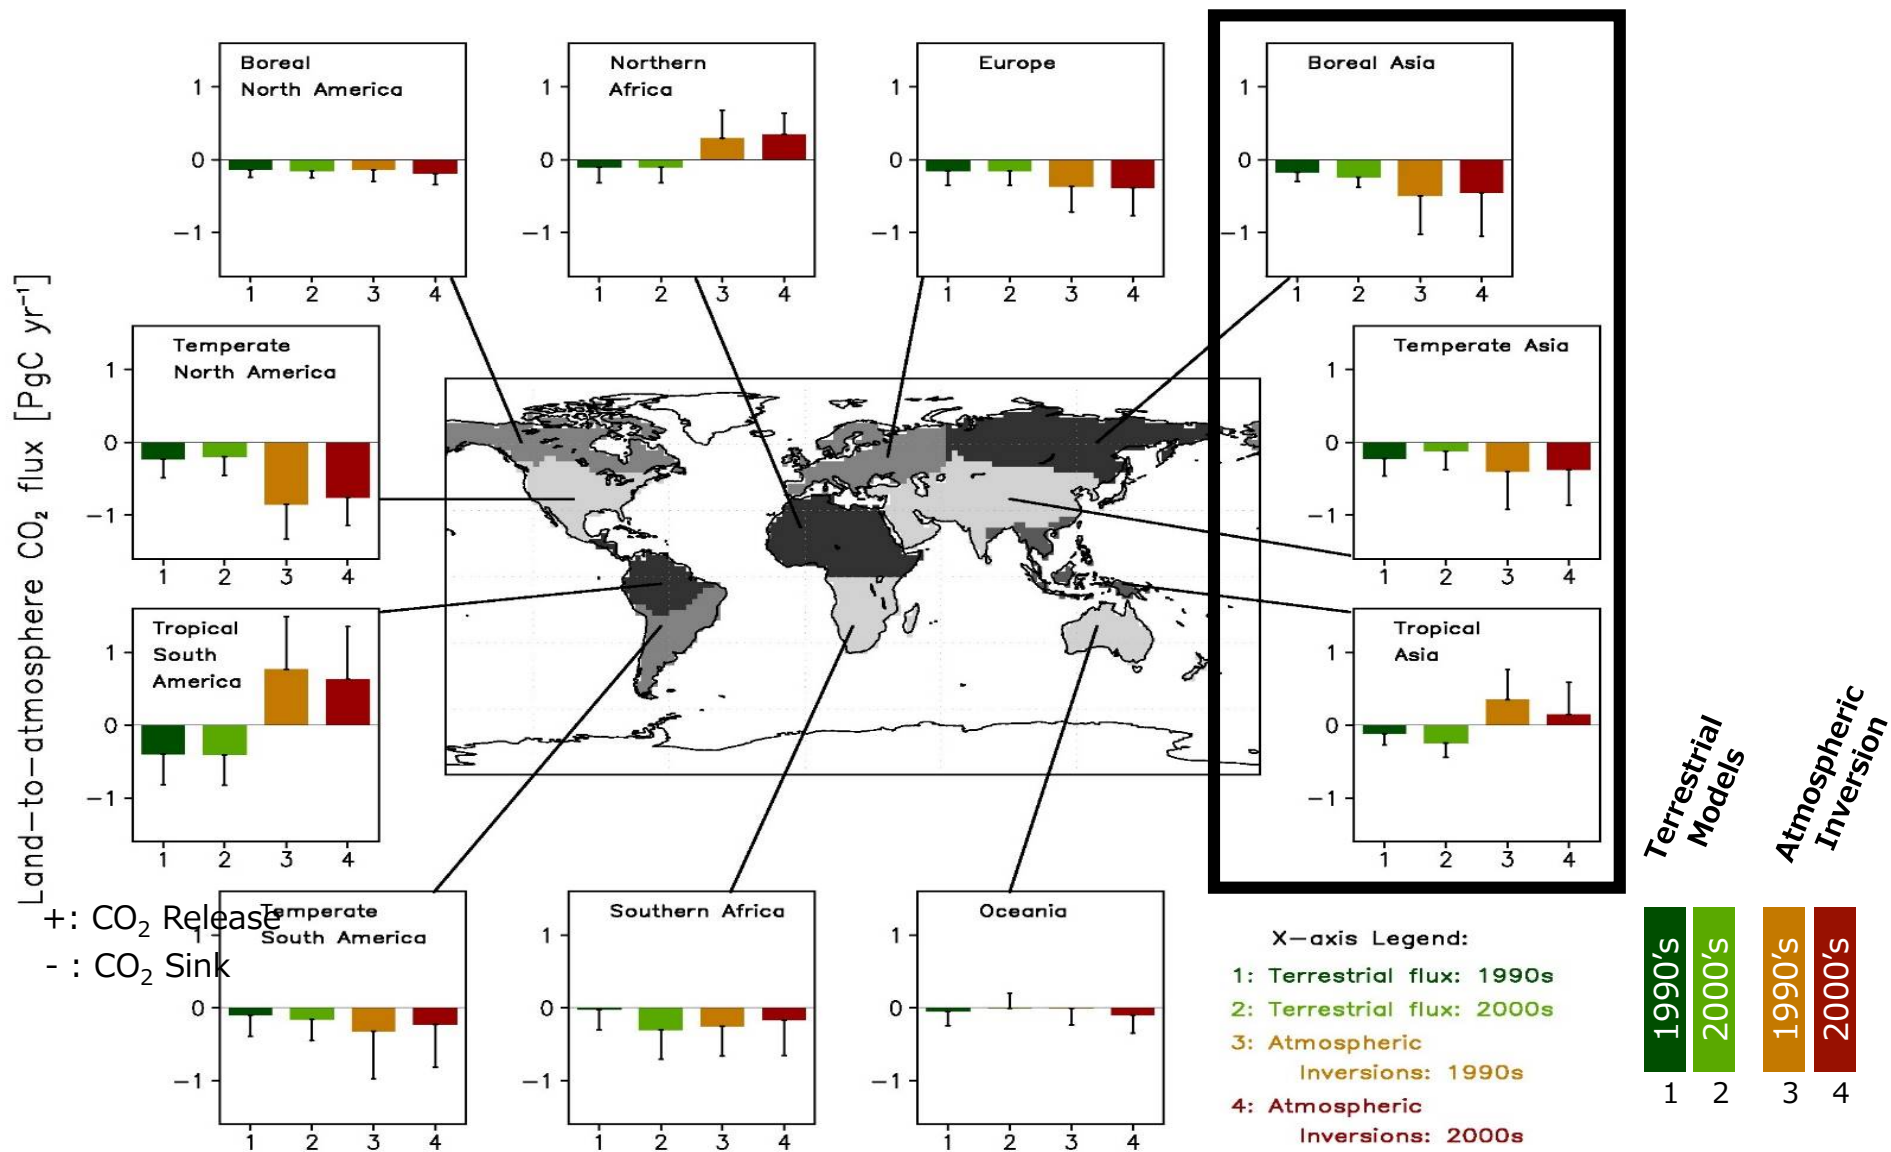 Land-to-atmosphere CO₂ flux [PgC yr⁻¹]
Boreal
North America
1
0
-1
1 2 3 4
Northern
Africa
1
0
-1
1 2 3 4
Europe
1
0
-1
1 2 3 4
Boreal Asia
1
0
-1
1 2 3 4
Temperate
North America
1
0
-1
1 2 3 4
Temperate Asia
1
0
-1
1 2 3 4
Tropical
South
America
1
0
-1
1 2 3 4
Tropical
Asia
1
0
-1
1 2 3 4
+: CO₂ Release
- : CO₂ Sink
Temperate
South America
1
0
-1
1 2 3 4
Southern Africa
1
0
-1
1 2 3 4
Oceania
1
0
-1
1 2 3 4
X-axis Legend:
1: Terrestrial flux: 1990s
2: Terrestrial flux: 2000s
3: Atmospheric
Inversions: 1990s
4: Atmospheric
Inversions: 2000s
Terrestrial
Models
Atmospheric
Inversion
1990's
2000's
1990's
2000's
1 2 3 4